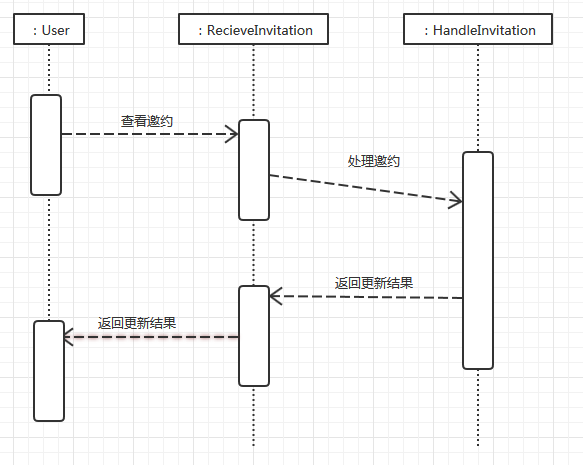 : User
: RecieveInvitation
: HandleInvitation
查看邀约
处理邀约
返回更新结果
返回更新结果